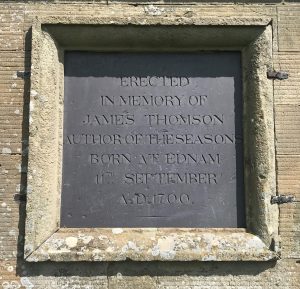 ERECTED
IN MEMORY OF
JAMES THOMSON
AUTHOR OF THE SEASONS
BORN AT EDNAM
11TH SEPTEMBER
A.D. 1700.